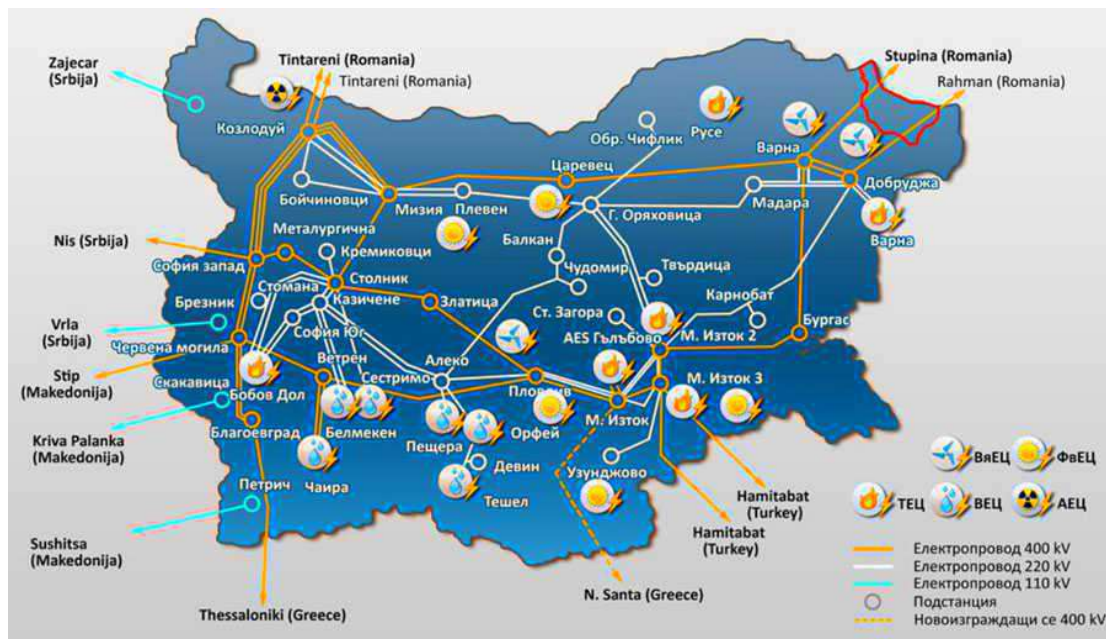 Zajecar
(Srbija)
Tintareni (Romania)
Tintareni (Romania)
Stupina (Romania)
Rahman (Romania)
Козлодуй
Обр. Чифлик
Русе
Варна
Царевец
Добруджа
Бойчиновци
Мизия
Плевен
Г. Оряховица
Мадара
Варна
Металургична
Кремиковци
Балкан
Nis (Srbija)
София запад
Столник
Чудомир
Твърдица
Стомана
Казичене
Златица
Карнобат
Брезник
Ст. Загора
Бургас
Vrla
(Srbija)
София Юг
AES Гълъбово
М. Изток 2
Червена могила
Ветрен
Алеко
Stip
(Makedonija)
Скакавица
Бобов Дол
Сестримо
Пловдив
М. Изток 3
Благоевград
Белмекен
Пещера
Орфей
М. Изток
Kriva Palanka
(Makedonija)
Петрич
Чаира
Девин
Узунджово
Тешел
Hamitabat
(Turkey)
Hamitabat
(Turkey)
Sushitsa
(Makedonija)
N. Santa (Greece)
Thessaloniki (Greece)
ВяЕЦ
ФвЕЦ
ТЕЦ
ВЕЦ
АЕЦ
Електропровод 400 kV
Електропровод 220 kV
Електропровод 110 kV
Подстанция
Новоизграждащи се 400 kV